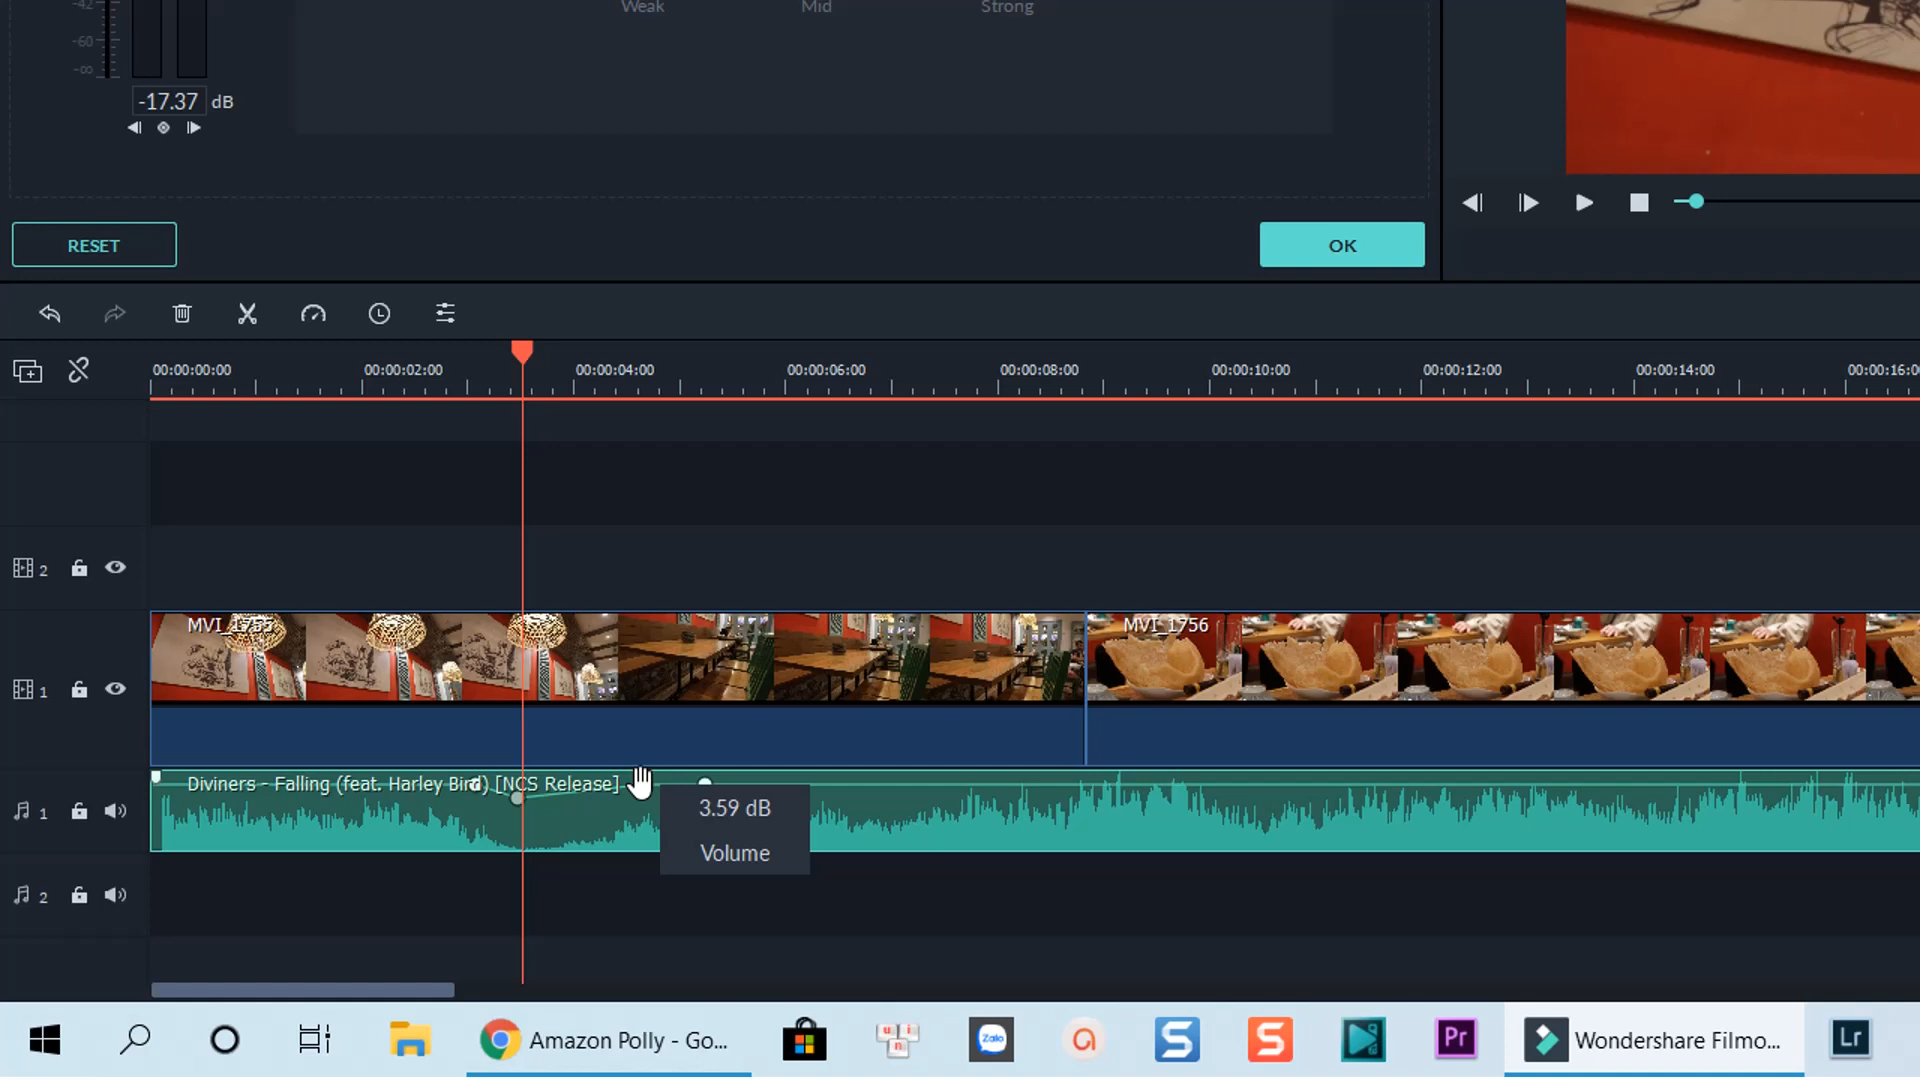 -42
-60
-∞
Weak
Mid
Strong
-17.37 dB
RESET
OK
00:00:00:00
00:00:02:00
00:00:04:00
00:00:06:00
00:00:08:00
00:00:10:00
00:00:12:00
00:00:14:00
00:00:16:0
2
MVI_1755
MVI_1756
1
Diviners - Falling (feat. Harley Bird) [NCS Release]
3.59 dB
Volume
1
2
Amazon Polly - Go...
u
i
n
Zalo
a
S
S
Pr
Wondershare Filmo...
Lr